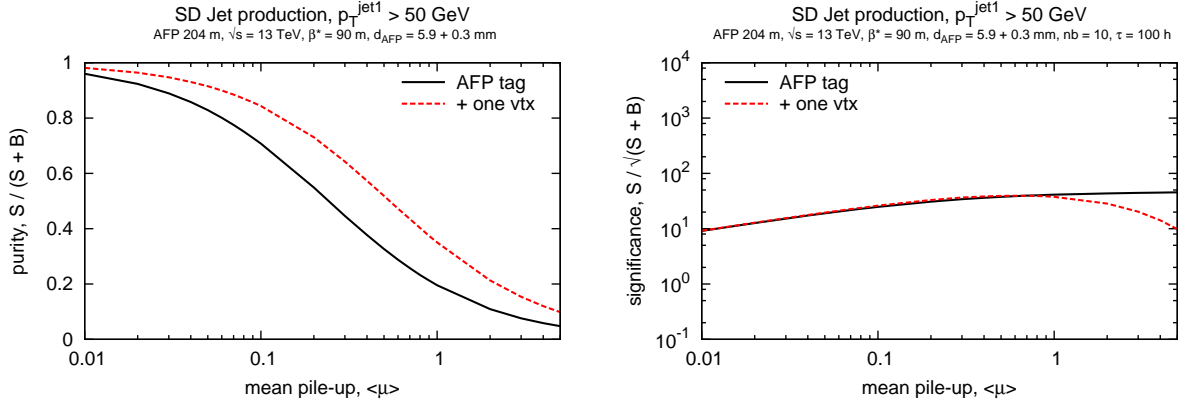 SD Jet production, p_T^jet1 > 50 GeV
AFP 204 m, √s = 13 TeV, β* = 90 m, d_AFP = 5.9 + 0.3 mm
1
0.8
0.6
0.4
0.2
0
purity, S / (S + B)
AFP tag
+ one vtx
0.01 0.1 1
mean pile-up, <μ>
SD Jet production, p_T^jet1 > 50 GeV
AFP 204 m, √s = 13 TeV, β* = 90 m, d_AFP = 5.9 + 0.3 mm, nb = 10, τ = 100 h
10^4
10^3
10^2
10^1
10^0
10^-1
significance, S / √(S + B)
AFP tag
+ one vtx
0.01 0.1 1
mean pile-up, <μ>